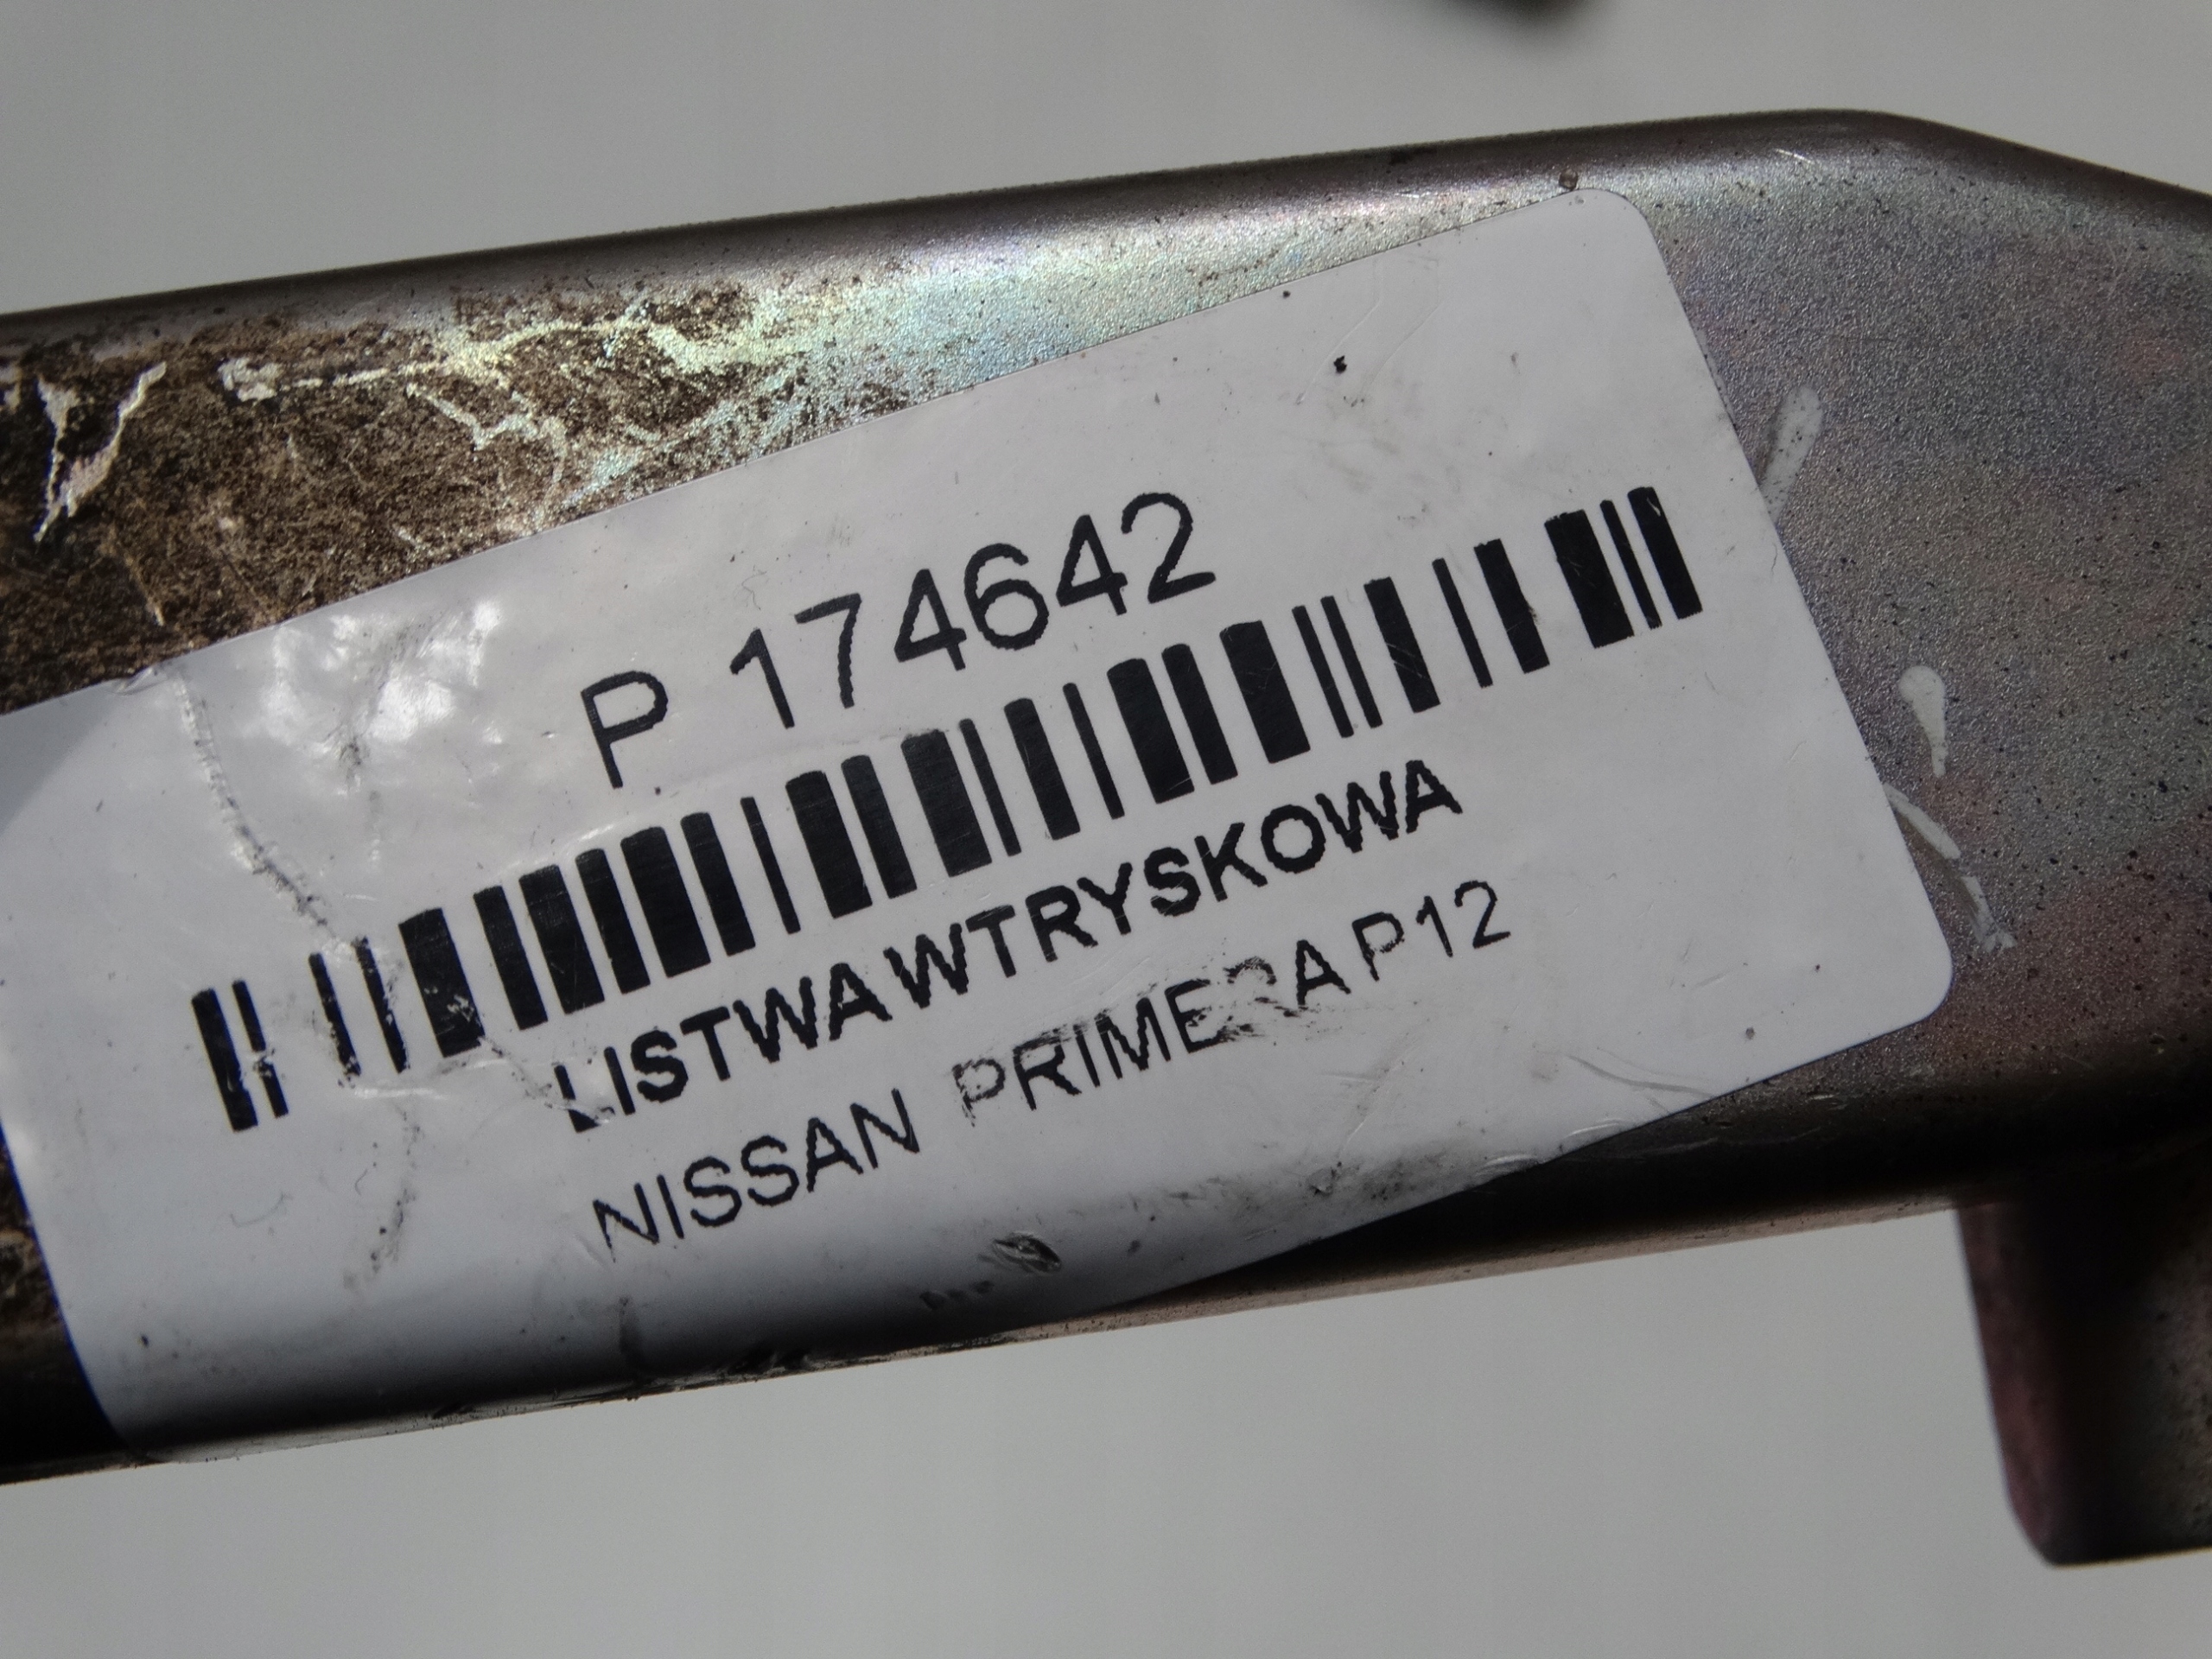 P 174642
LISTWA WTRYSKOWA
NISSAN PRIMERA P12